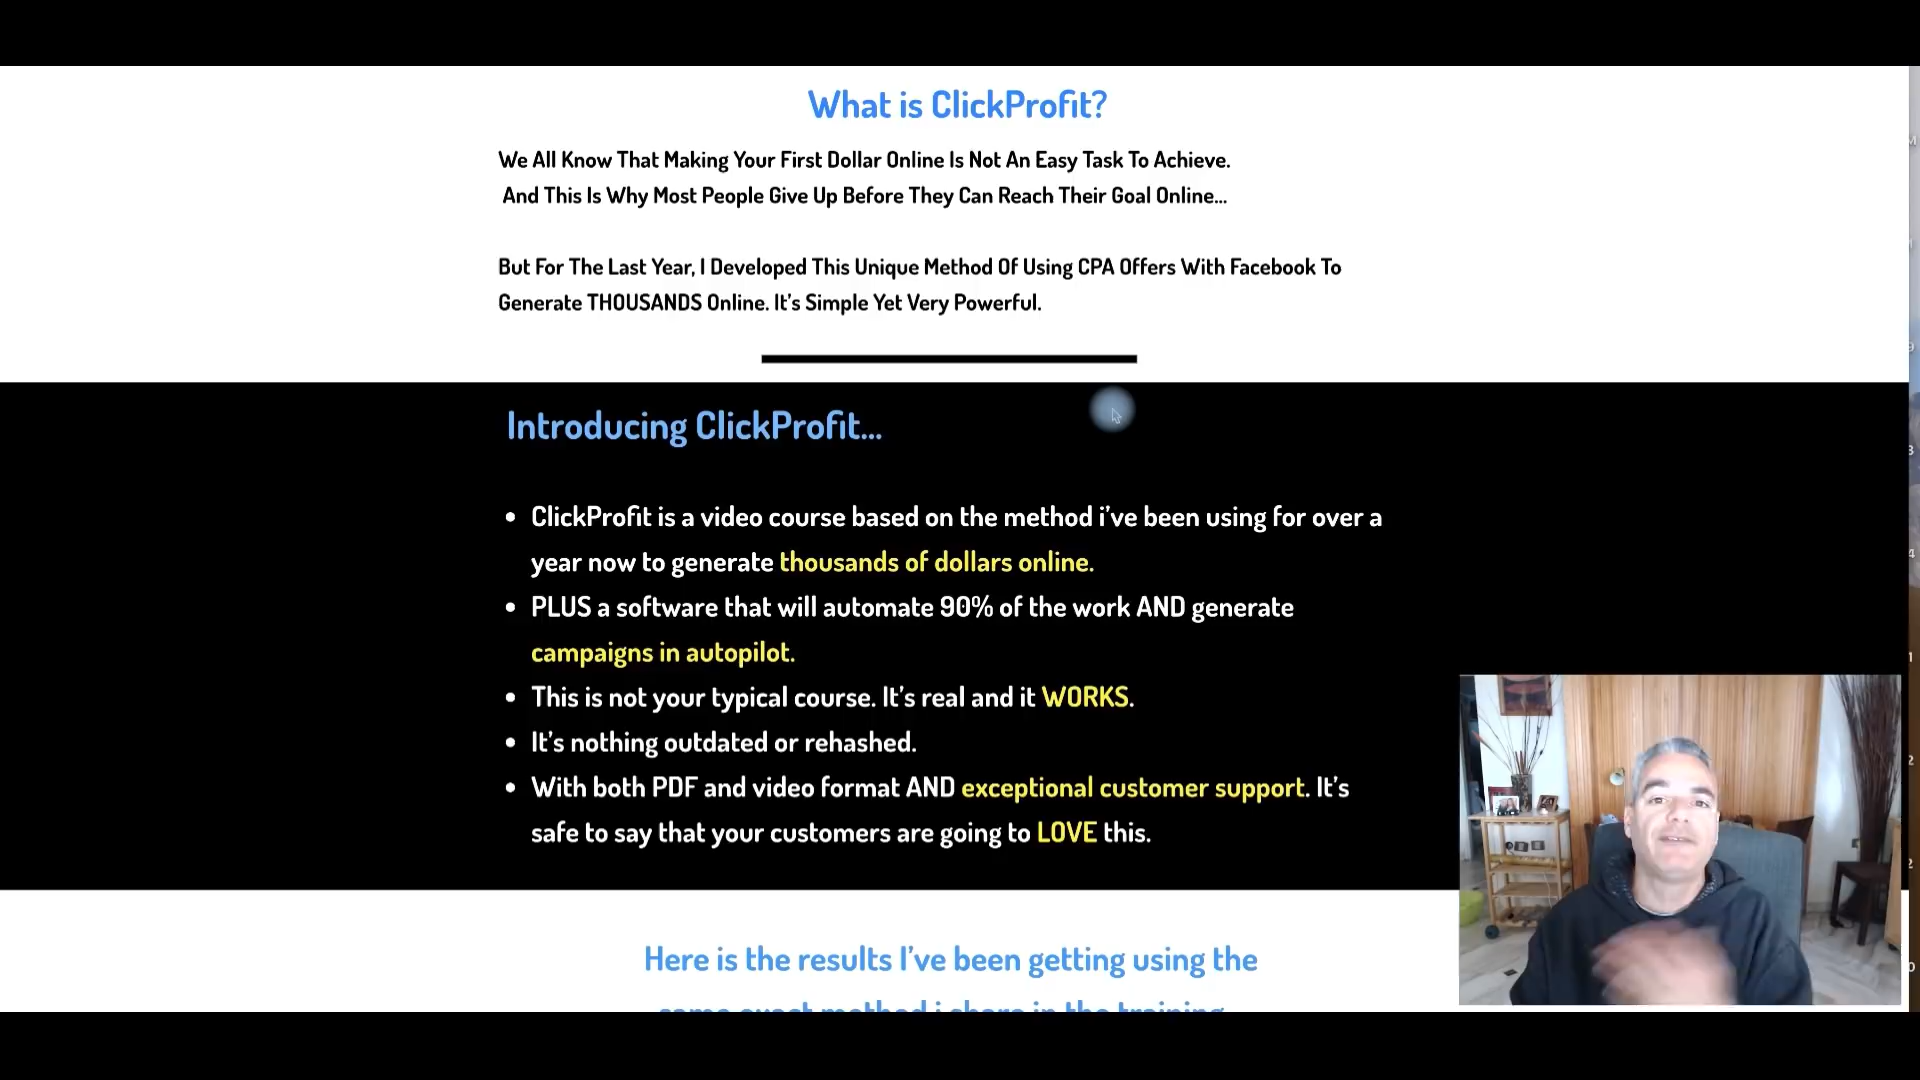 What is ClickProfit?
We All Know That Making Your First Dollar Online Is Not An Easy Task To Achieve.
And This Is Why Most People Give Up Before They Can Reach Their Goal Online...
But For The Last Year, I Developed This Unique Method Of Using CPA Offers With Facebook To
Generate THOUSANDS Online. It's Simple Yet Very Powerful.
Introducing ClickProfit...
• ClickProfit is a video course based on the method i've been using for over a
year now to generate thousands of dollars online.
• PLUS a software that will automate 90% of the work AND generate
campaigns in autopilot.
• This is not your typical course. It's real and it WORKS.
• It's nothing outdated or rehashed.
• With both PDF and video format AND exceptional customer support. It's
safe to say that your customers are going to LOVE this.
Here is the results I've been getting using the
same exact method i share in the training